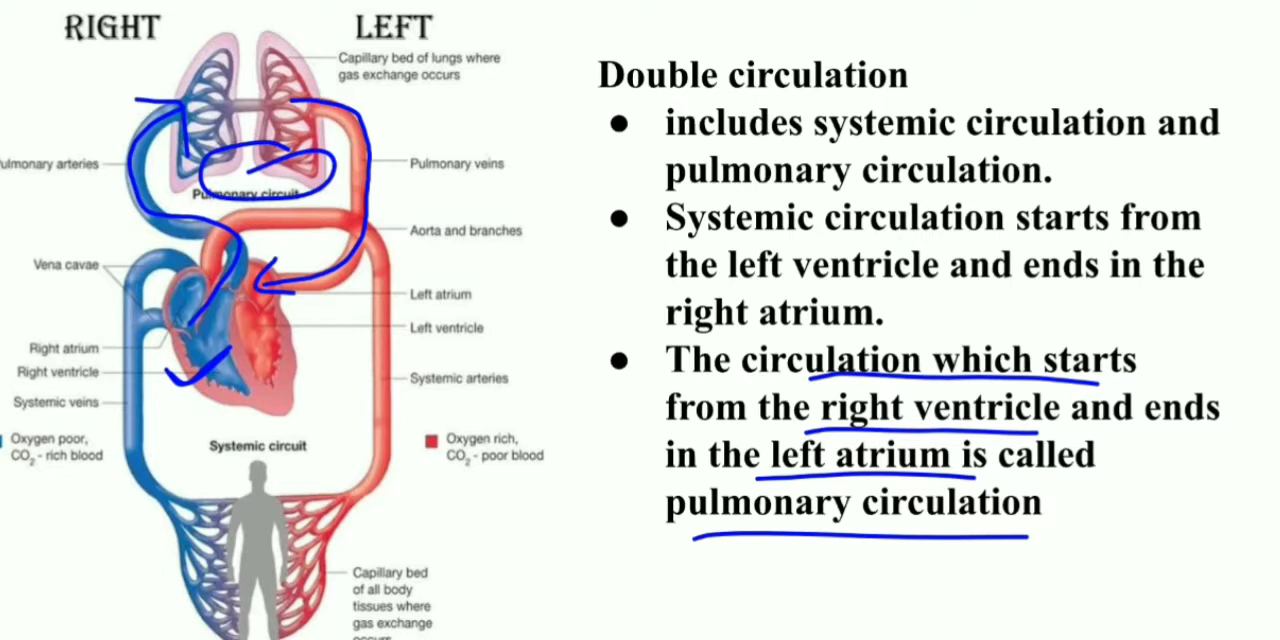 RIGHT
LEFT
Capillary bed of lungs where
gas exchange occurs
ulmonary arteries
Pulmonary veins
Pulmonary circuit
Aorta and branches
Vena cavae
Left atrium
Left ventricle
Right atrium
Right ventricle
Systemic arteries
Systemic veins
Oxygen poor,
CO₂ - rich blood
Systemic circuit
Oxygen rich,
CO₂ - poor blood
Capillary bed
of all body
tissues where
gas exchange
occurs
Double circulation
● includes systemic circulation and
pulmonary circulation.
● Systemic circulation starts from
the left ventricle and ends in the
right atrium.
● The circulation which starts
from the right ventricle and ends
in the left atrium is called
pulmonary circulation